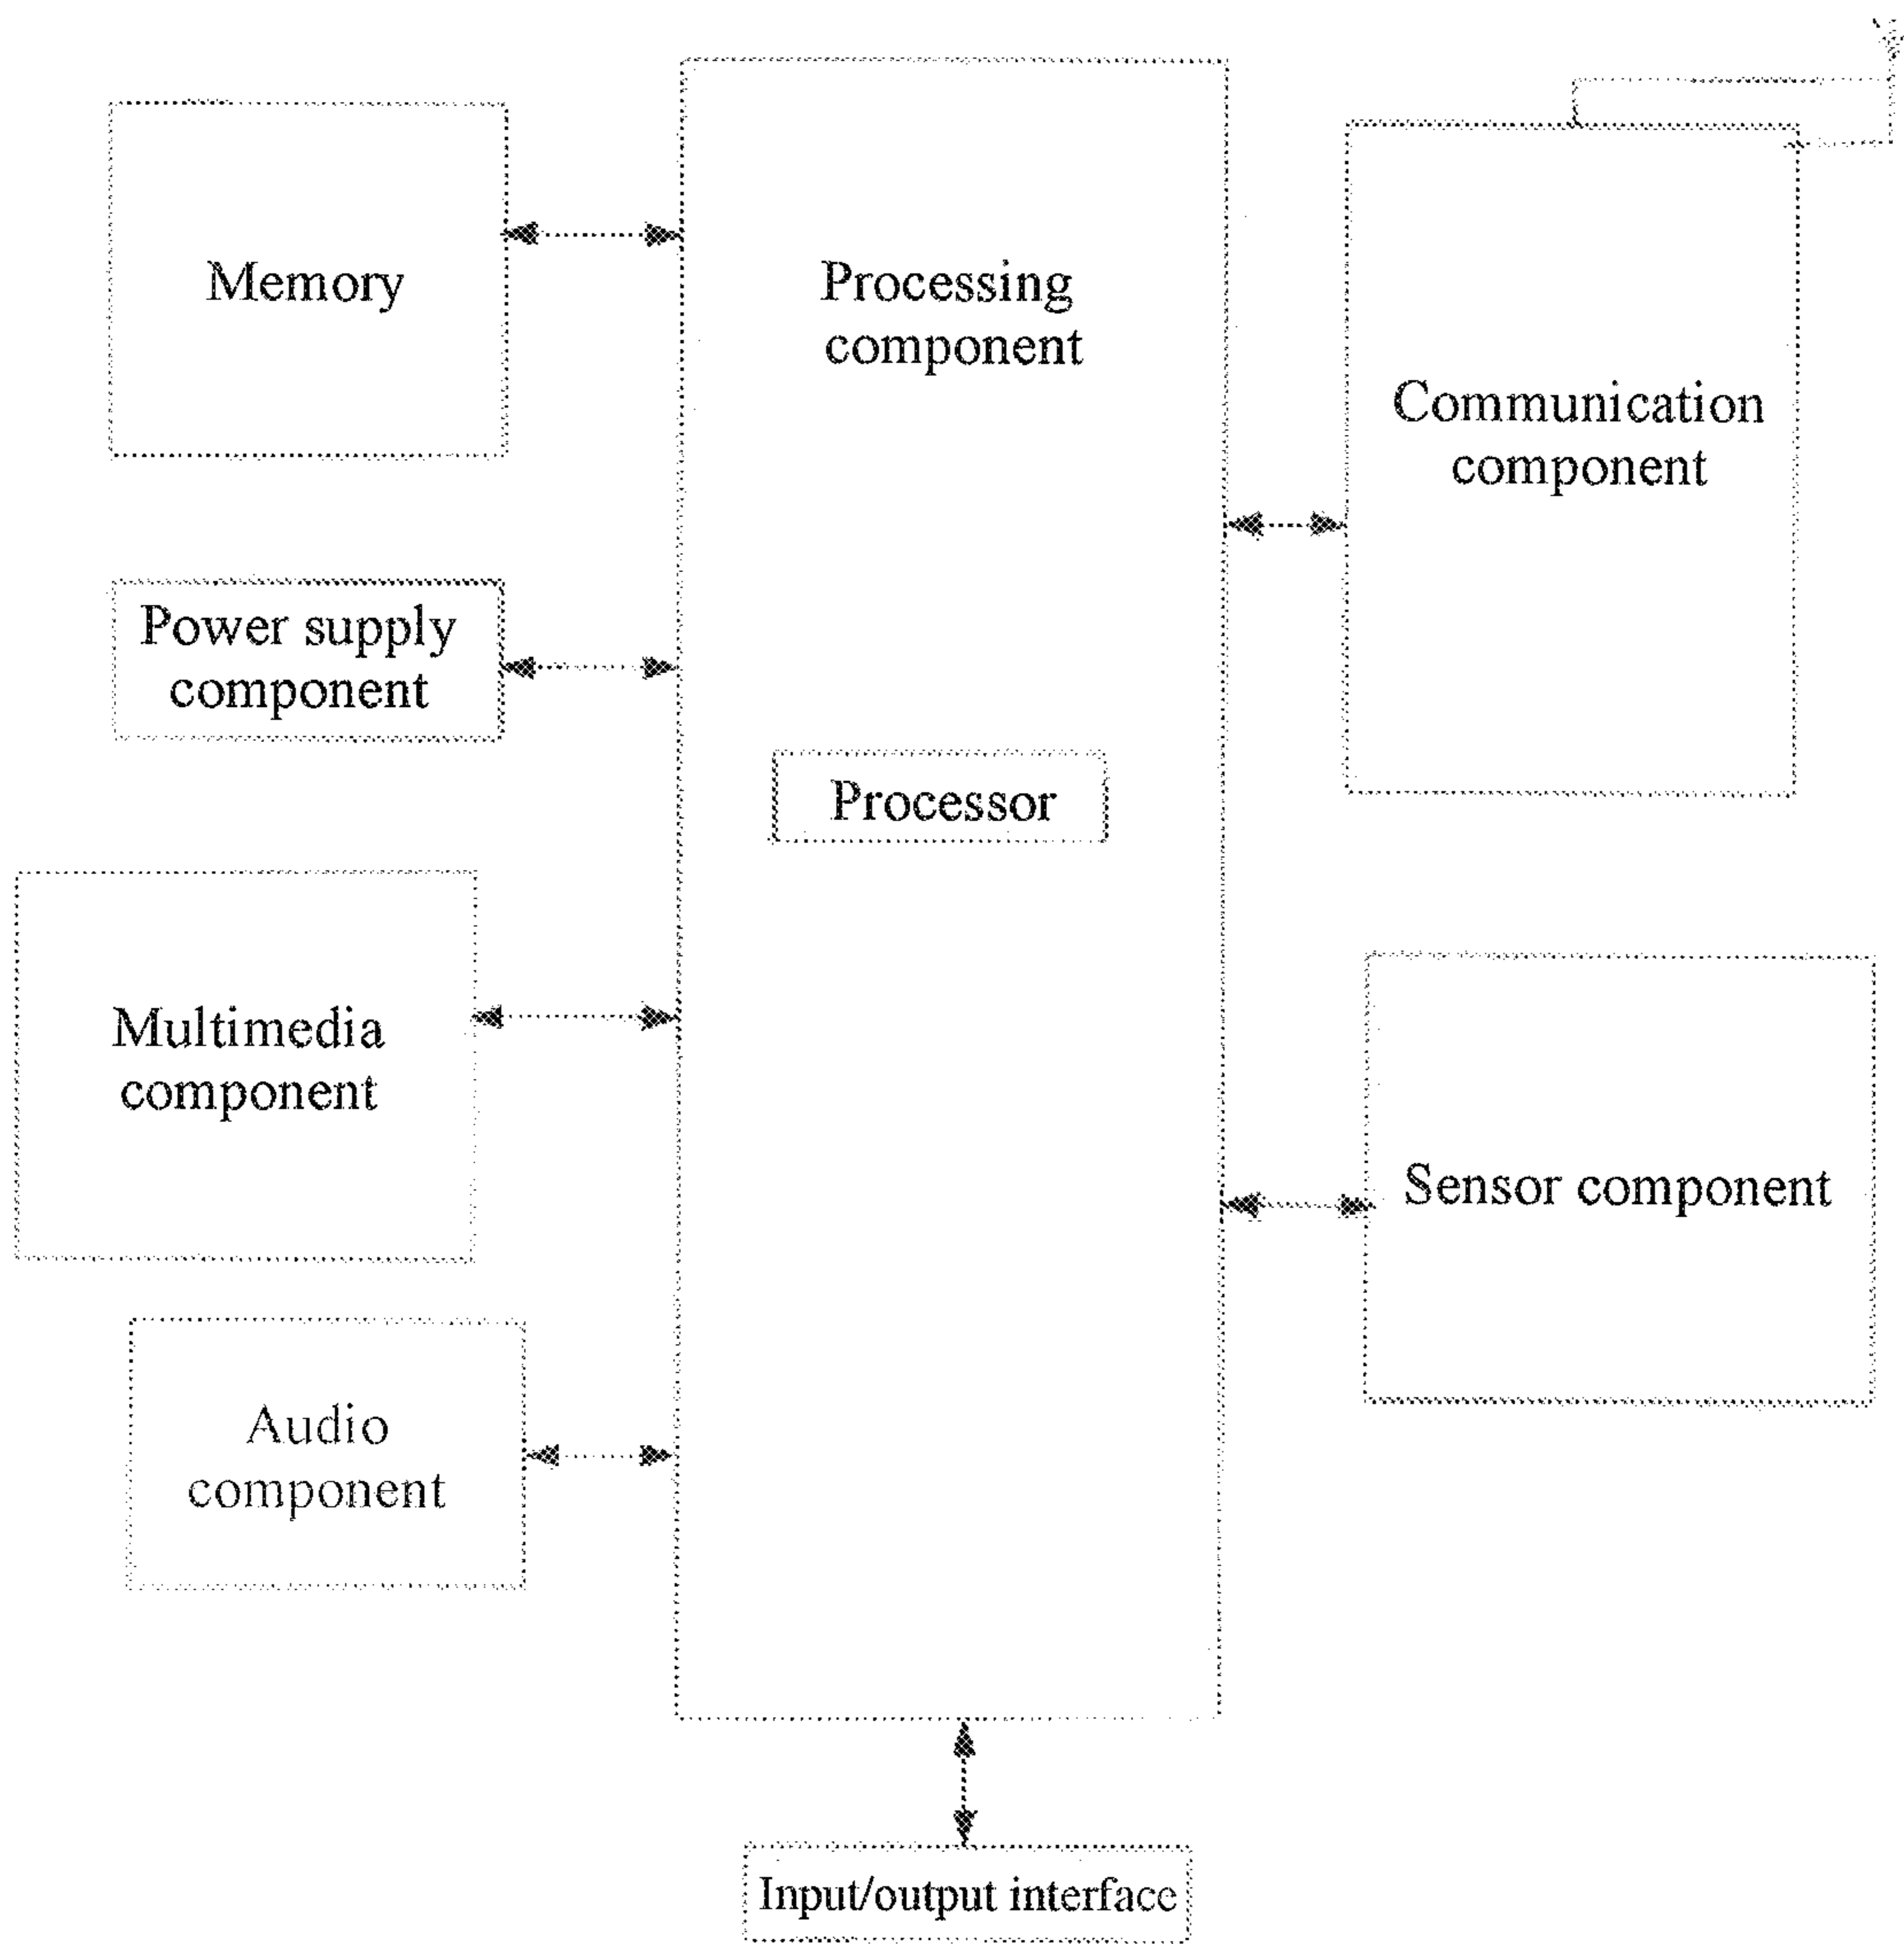 Memory
Processing
component
Communication
component
Power supply
component
Processor
Multimedia
component
Sensor component
Audio
component
Input/output interface